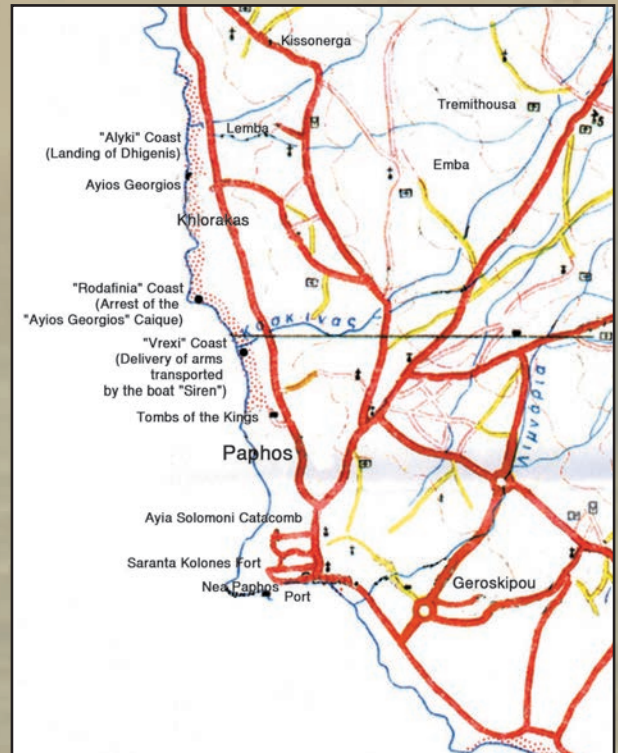 Kissonerga
Tremithousa
Lemba
"Alyki" Coast
(Landing of Dhigenis)
Emba
Ayios Georgios
Khlorakas
"Rodafinia" Coast
(Arrest of the
"Ayios Georgios" Caique)
Κόσκινας
"Vrexi" Coast
(Delivery of arms
transported
by the boat "Siren")
Λιμνάρια
Tombs of the Kings
Paphos
Ayia Solomoni Catacomb
Saranta Kolones Fort
Geroskipou
Nea Paphos
Port